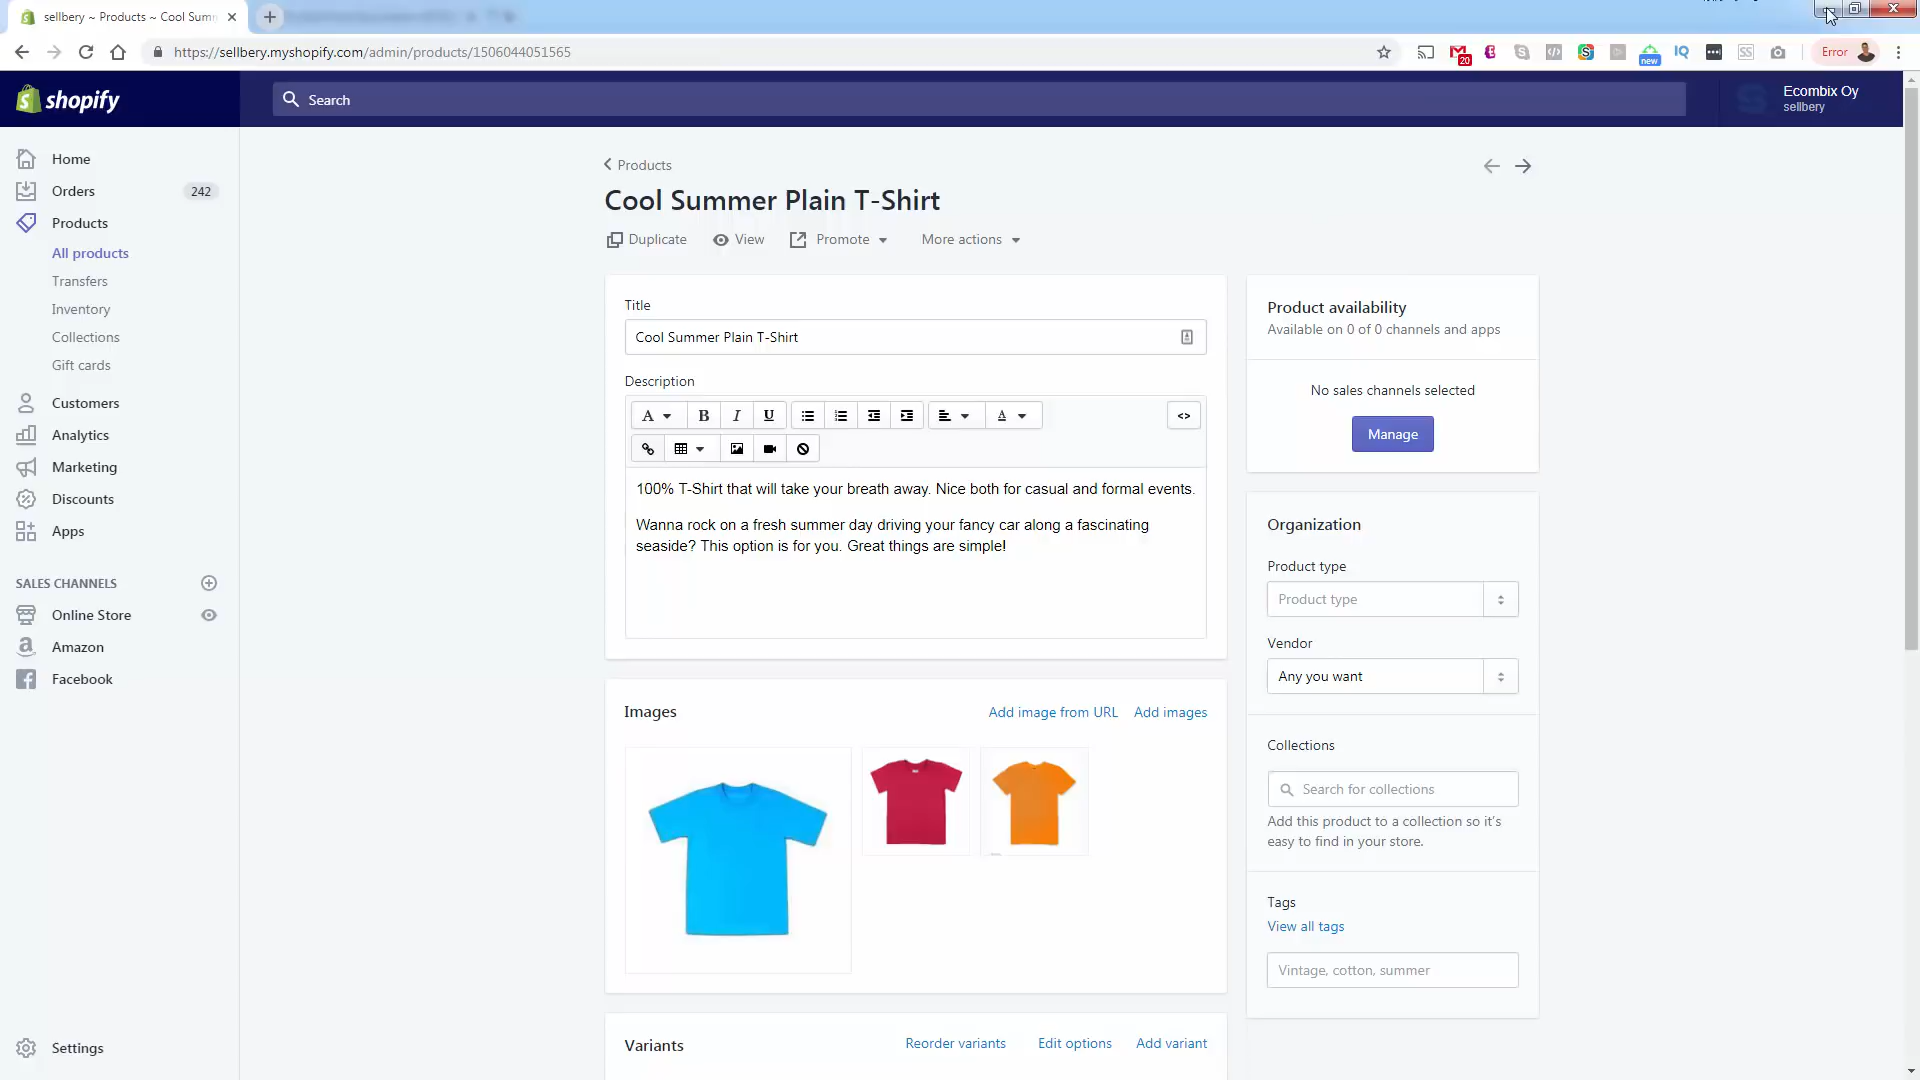 sellbery ~ Products ~ Cool Sum
https://sellbery.myshopify.com/admin/products/1506044051565
20
new
Error
shopify
Search
Ecombix Oy
sellbery
Home
Orders
242
Products
All products
Transfers
Inventory
Collections
Gift cards
Customers
Analytics
Marketing
Discounts
Apps
SALES CHANNELS
Online Store
Amazon
Facebook
Settings
Products
Cool Summer Plain T-Shirt
Duplicate
View
Promote
More actions
Title
Cool Summer Plain T-Shirt
Description
A
B
I
U
A
<>
100% T-Shirt that will take your breath away. Nice both for casual and formal events.
Wanna rock on a fresh summer day driving your fancy car along a fascinating
seaside? This option is for you. Great things are simple!
Images
Add image from URL
Add images
Variants
Reorder variants
Edit options
Add variant
Product availability
Available on 0 of 0 channels and apps
No sales channels selected
Manage
Organization
Product type
Product type
Vendor
Any you want
Collections
Search for collections
Add this product to a collection so it's
easy to find in your store.
Tags
View all tags
Vintage, cotton, summer